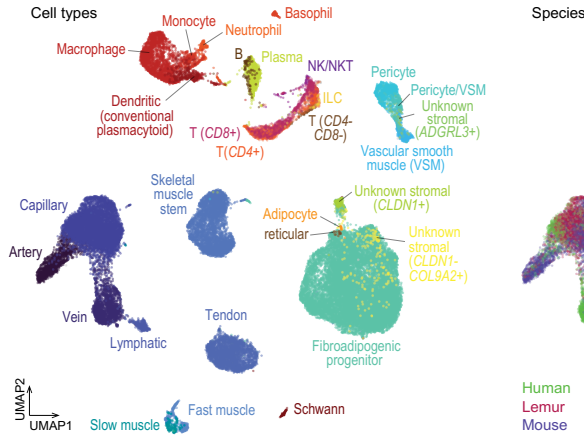 Cell types
Species
Basophil
Monocyte
Neutrophil
Macrophage
B
Plasma
NK/NKT
Pericyte
Pericyte/VSM
Dendritic
(conventional
plasmacytoid)
ILC
Unknown
stromal
(ADGRL3+)
T (CD8+)
T (CD4-
CD8-)
T(CD4+)
Vascular smooth
muscle (VSM)
Skeletal
muscle
stem
Unknown stromal
(CLDN1+)
Capillary
Adipocyte
reticular
Unknown
stromal
(CLDN1-
COL9A2+)
Artery
Vein
Tendon
Lymphatic
Fibroadipogenic
progenitor
UMAP2
UMAP1
Fast muscle
Slow muscle
Schwann
Human
Lemur
Mouse